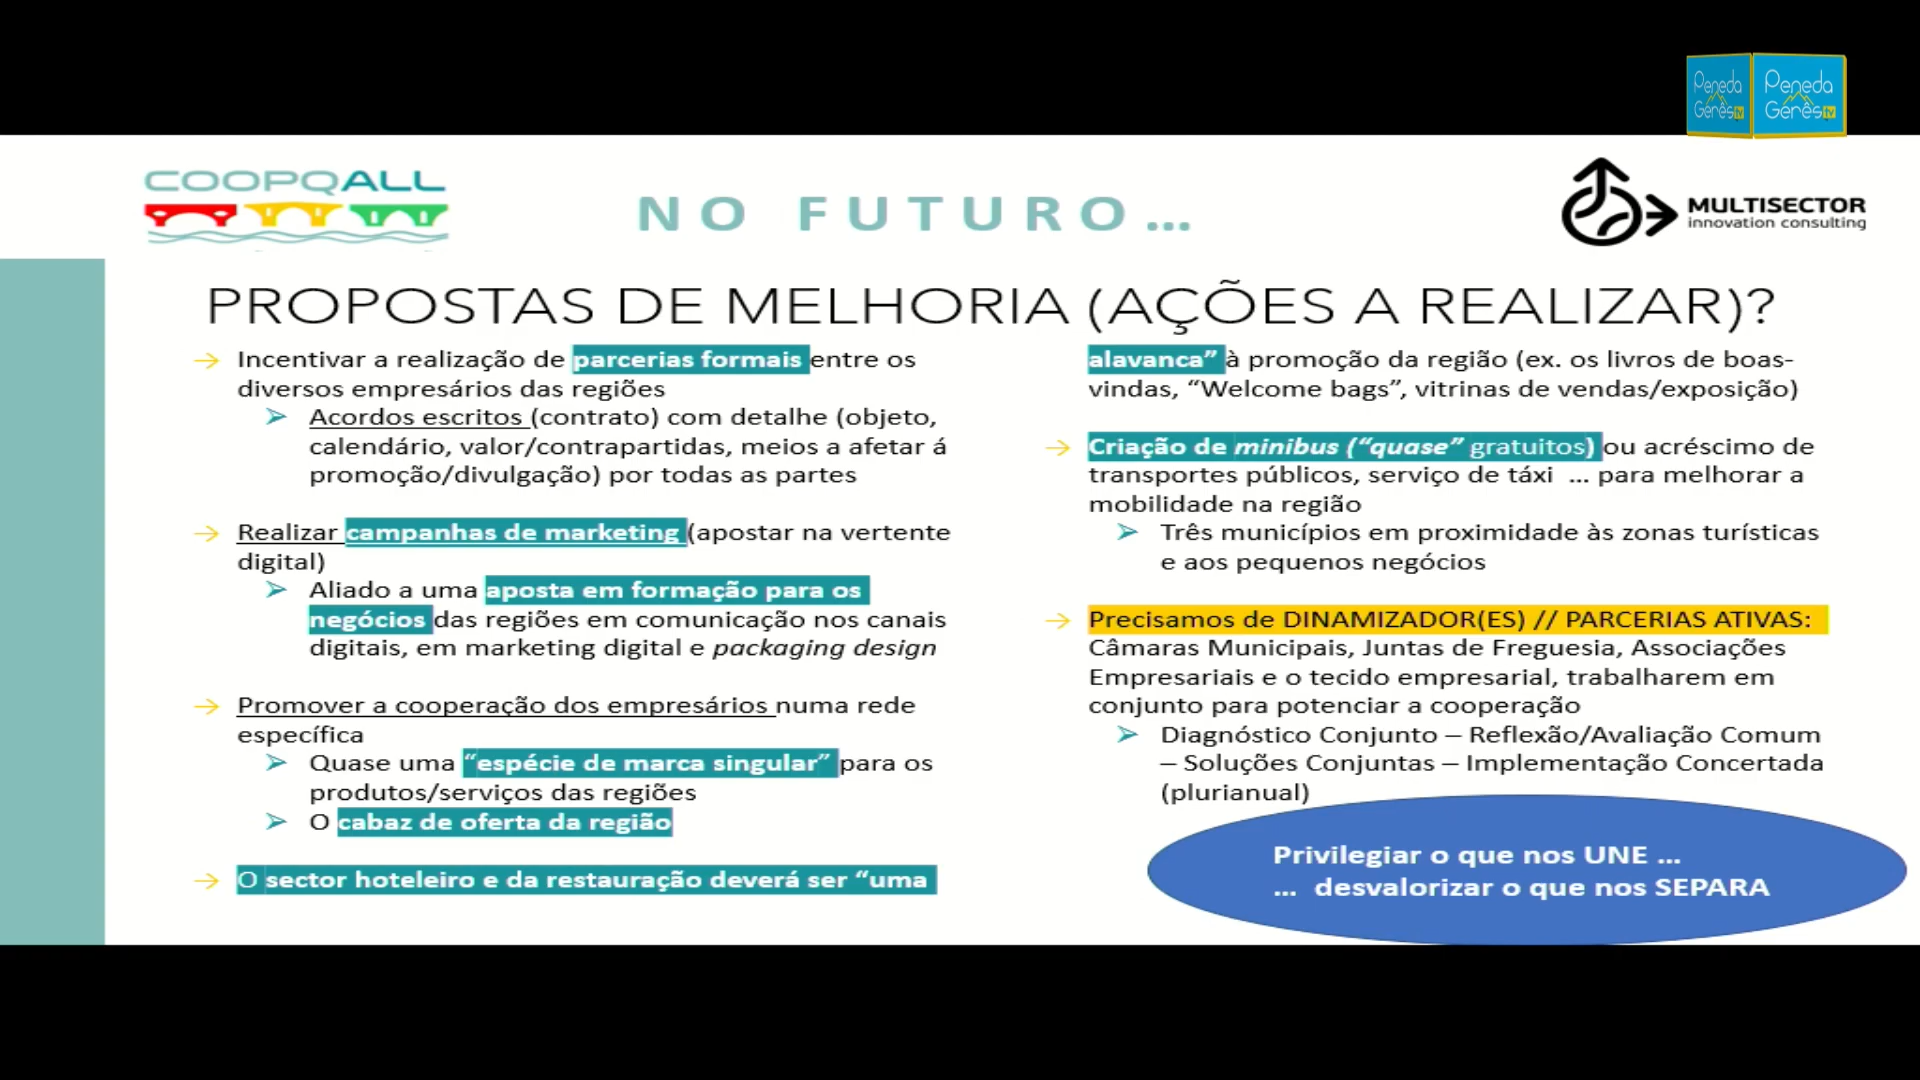 Peneda
Gerês tv
Peneda
Gerês tv
COOPQALL
NO FUTURO...
MULTISECTOR
innovation consulting
PROPOSTAS DE MELHORIA (AÇÕES A REALIZAR)?
Incentivar a realização de parcerias formais entre os
diversos empresários das regiões
Acordos escritos (contrato) com detalhe (objeto,
calendário, valor/contrapartidas, meios a afetar á
promoção/divulgação) por todas as partes
Realizar campanhas de marketing (apostar na vertente
digital)
Aliado a uma aposta em formação para os
negócios das regiões em comunicação nos canais
digitais, em marketing digital e packaging design
Promover a cooperação dos empresários numa rede
específica
Quase uma “espécie de marca singular” para os
produtos/serviços das regiões
O cabaz de oferta da região
O sector hoteleiro e da restauração deverá ser “uma
alavanca” à promoção da região (ex. os livros de boas-
vindas, “Welcome bags”, vitrinas de vendas/exposição)
Criação de minibus (“quase” gratuitos) ou acréscimo de
transportes públicos, serviço de táxi ... para melhorar a
mobilidade na região
Três municípios em proximidade às zonas turísticas
e aos pequenos negócios
Precisamos de DINAMIZADOR(ES) // PARCERIAS ATIVAS:
Câmaras Municipais, Juntas de Freguesia, Associações
Empresariais e o tecido empresarial, trabalharem em
conjunto para potenciar a cooperação
Diagnóstico Conjunto – Reflexão/Avaliação Comum
– Soluções Conjuntas – Implementação Concertada
(plurianual)
Privilegiar o que nos UNE ...
... desvalorizar o que nos SEPARA